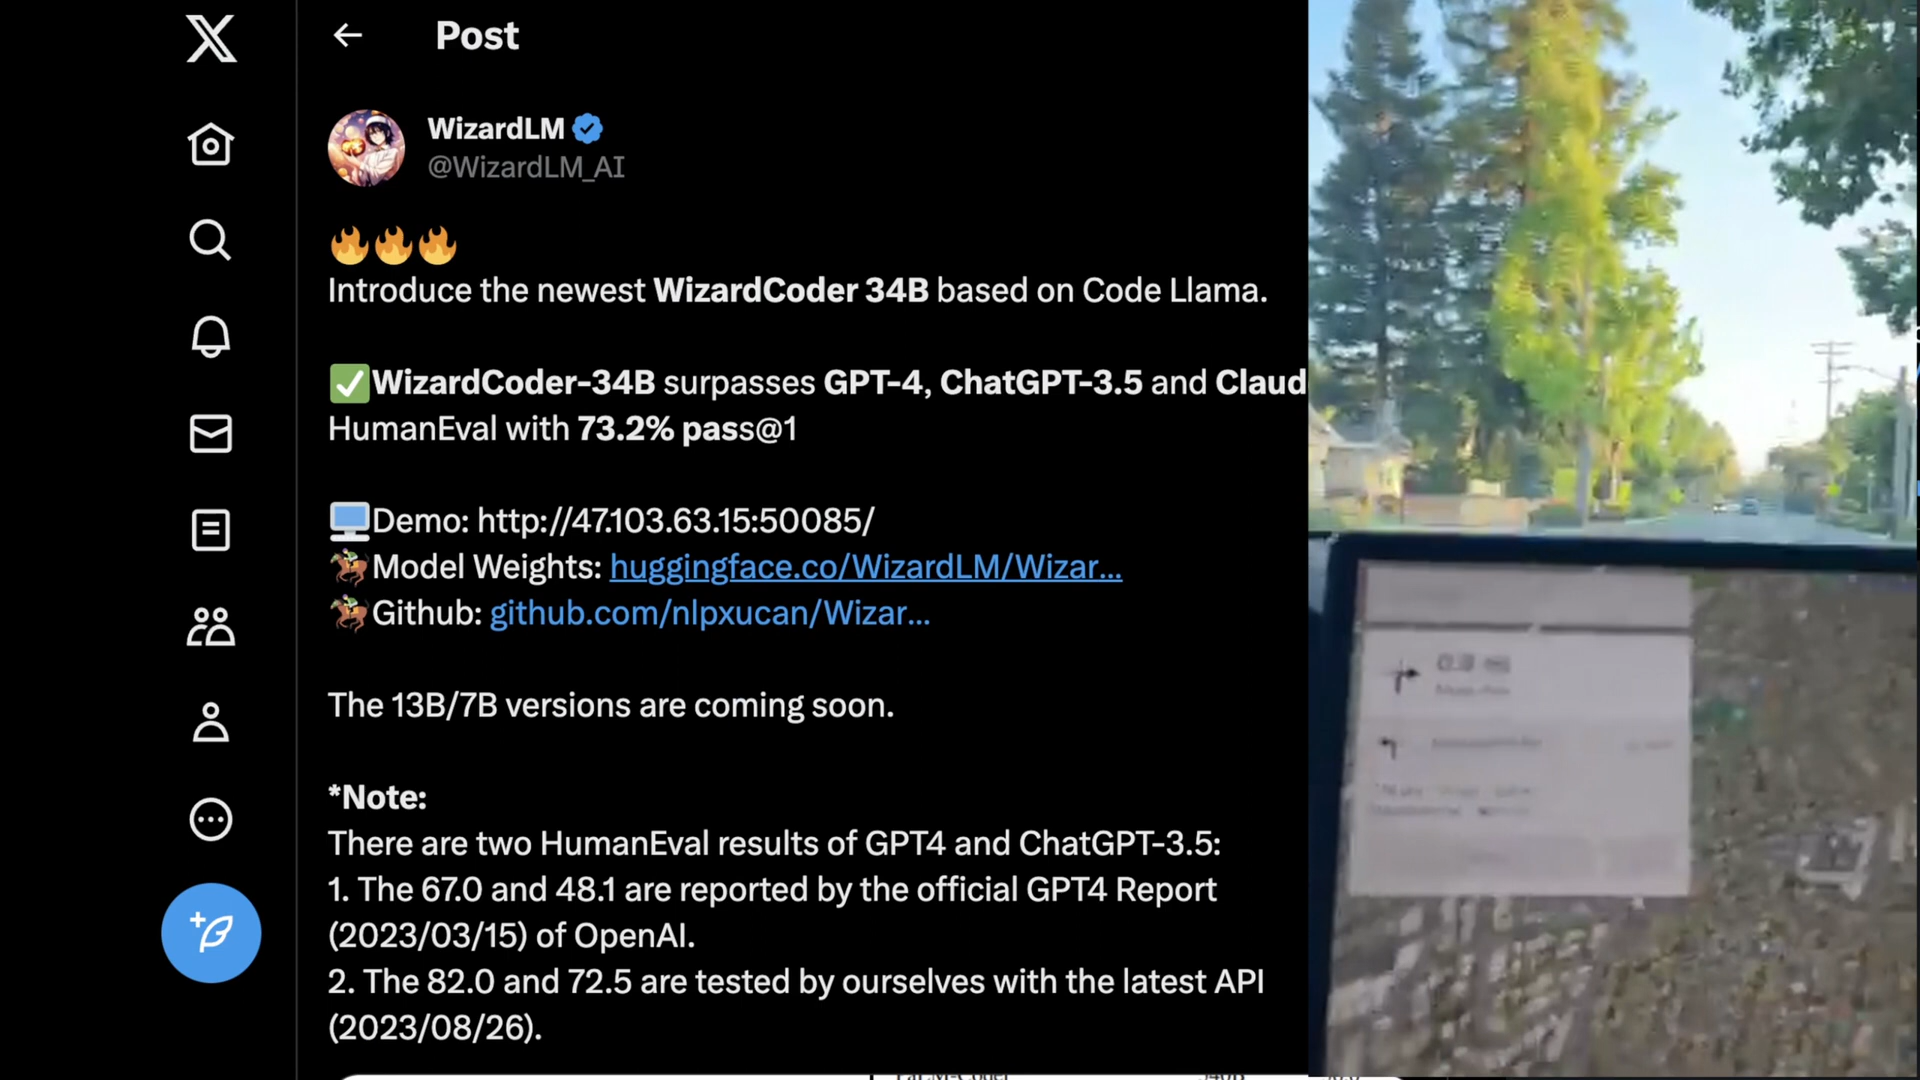 Post
WizardLM
@WizardLM_AI
🔥🔥🔥
Introduce the newest WizardCoder 34B based on Code Llama.
✅WizardCoder-34B surpasses GPT-4, ChatGPT-3.5 and Claud
HumanEval with 73.2% pass@1
🖥️Demo: http://47.103.63.15:50085/
🏇Model Weights: huggingface.co/WizardLM/Wizar…
🏇Github: github.com/nlpxucan/Wizar…
The 13B/7B versions are coming soon.
*Note:
There are two HumanEval results of GPT4 and ChatGPT-3.5:
1. The 67.0 and 48.1 are reported by the official GPT4 Report
(2023/03/15) of OpenAI.
2. The 82.0 and 72.5 are tested by ourselves with the latest API
(2023/08/26).